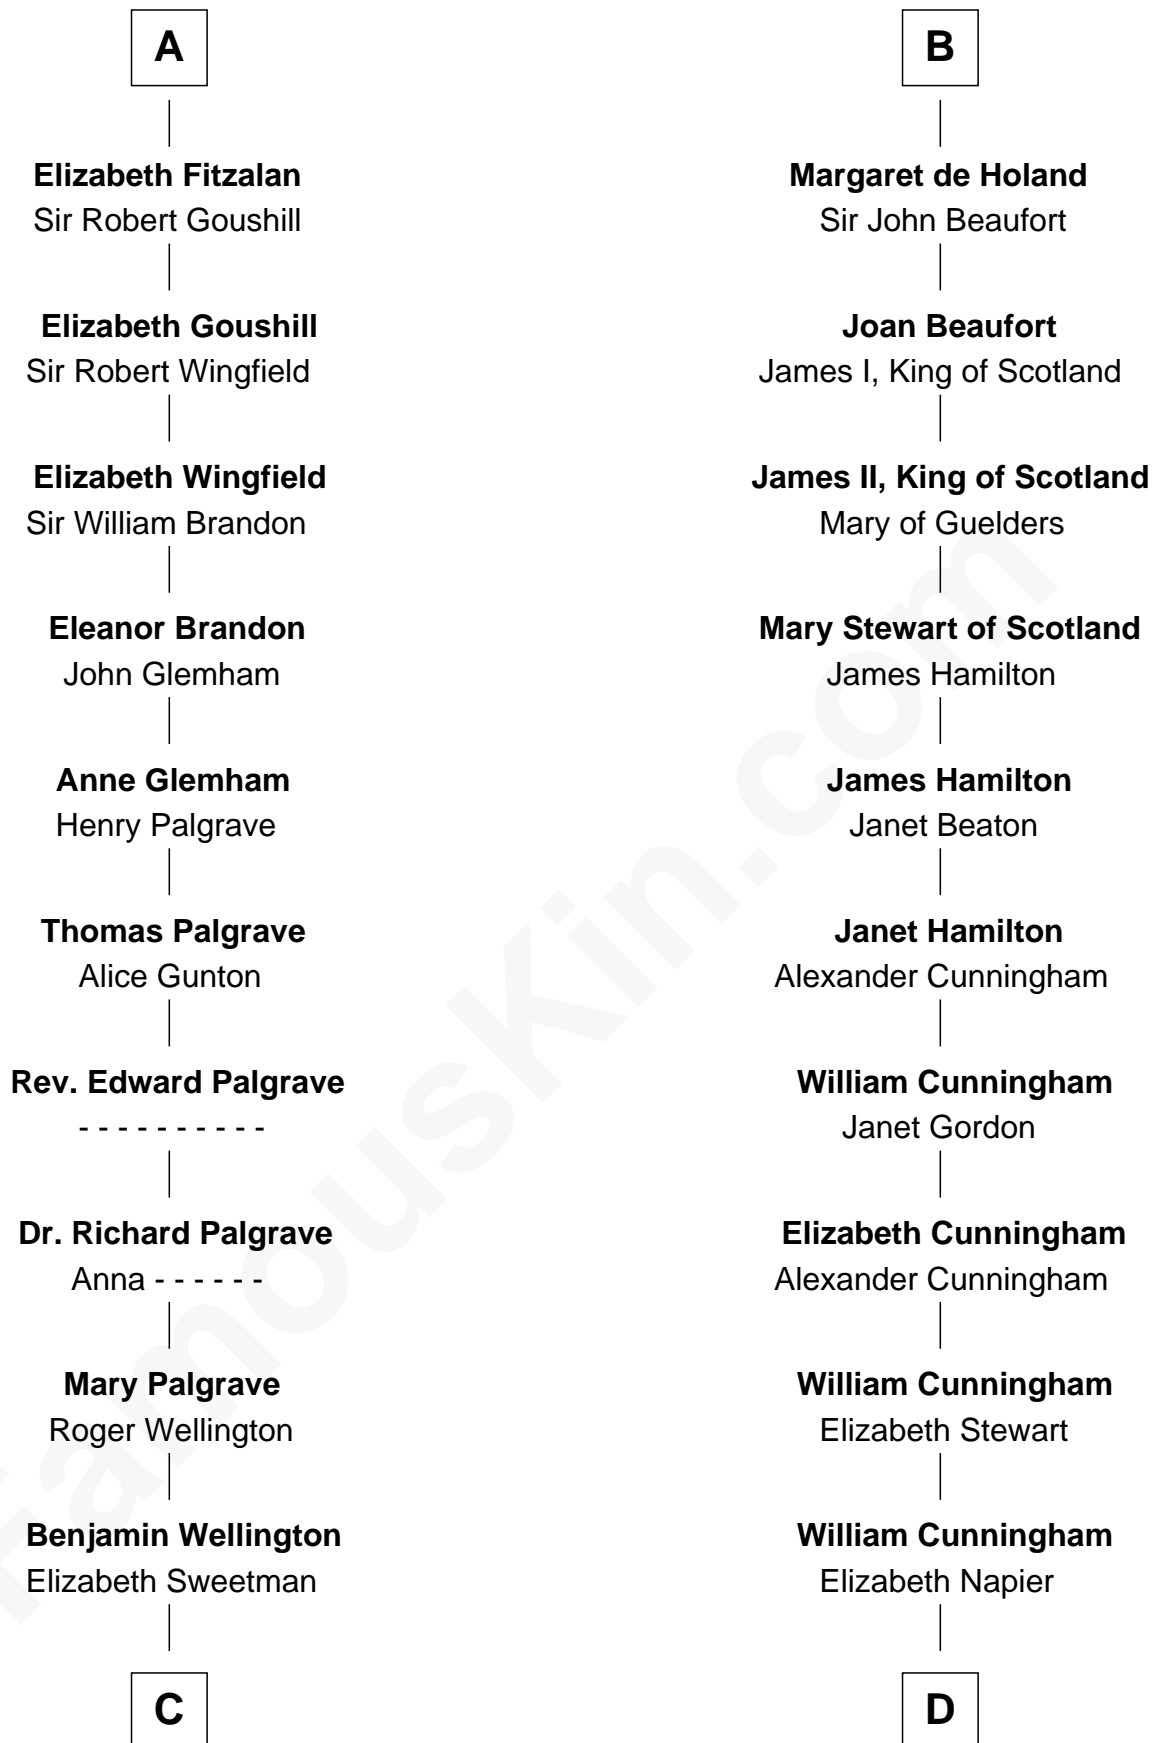 A
Elizabeth Fitzalan
Sir Robert Goushill
Elizabeth Goushill
Sir Robert Wingfield
Elizabeth Wingfield
Sir William Brandon
Eleanor Brandon
John Glemham
Anne Glemham
Henry Palgrave
Thomas Palgrave
Alice Gunton
Rev. Edward Palgrave
- - - - - - - - - -
Dr. Richard Palgrave
Anna - - - - - -
Mary Palgrave
Roger Wellington
Benjamin Wellington
Elizabeth Sweetman
C
B
Margaret de Holand
Sir John Beaufort
Joan Beaufort
James I, King of Scotland
James II, King of Scotland
Mary of Guelders
Mary Stewart of Scotland
James Hamilton
James Hamilton
Janet Beaton
Janet Hamilton
Alexander Cunningham
William Cunningham
Janet Gordon
Elizabeth Cunningham
Alexander Cunningham
William Cunningham
Elizabeth Stewart
William Cunningham
Elizabeth Napier
D
FamousKin.com